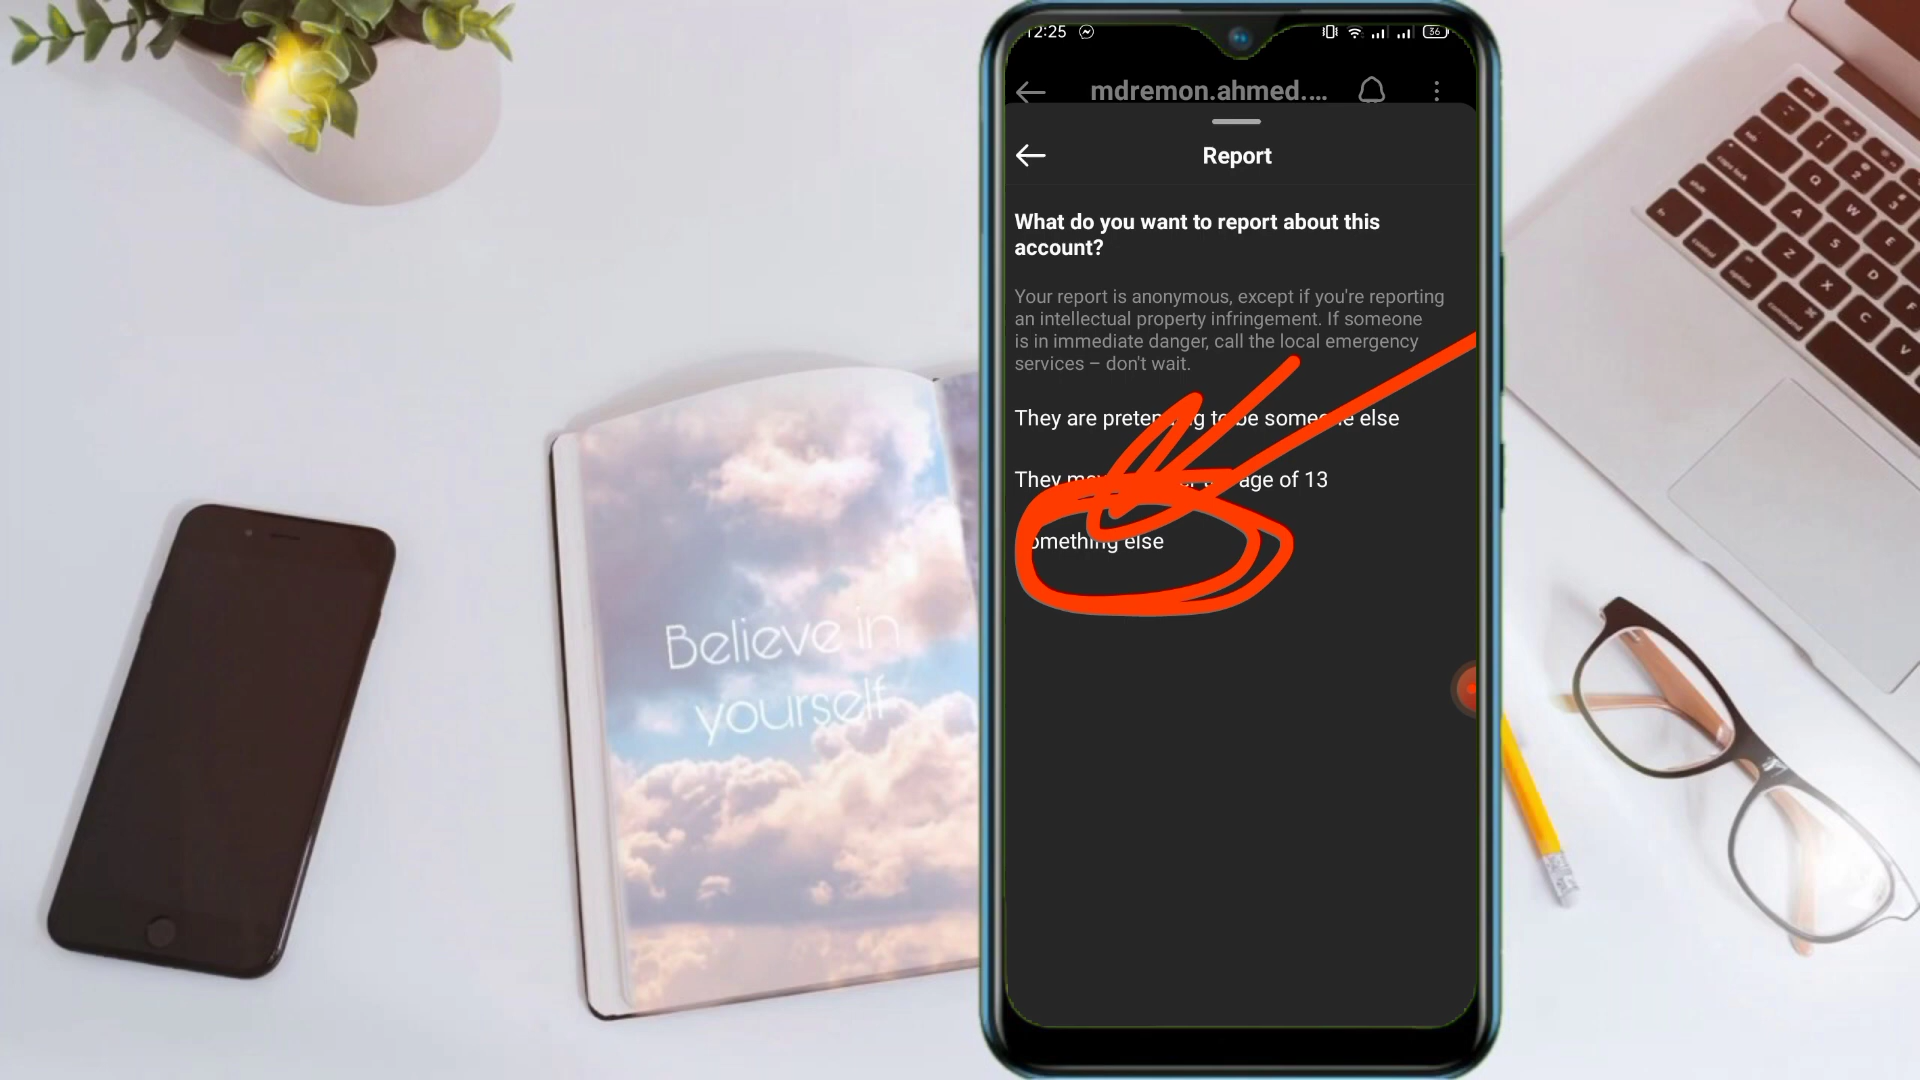 12:25
36
mdremon.ahmed....
Report
What do you want to report about this
account?
Your report is anonymous, except if you're reporting
an intellectual property infringement. If someone
is in immediate danger, call the local emergency
services – don't wait.
They are pretending to be someone else
They may be under the age of 13
Something else
Believe in
yourself